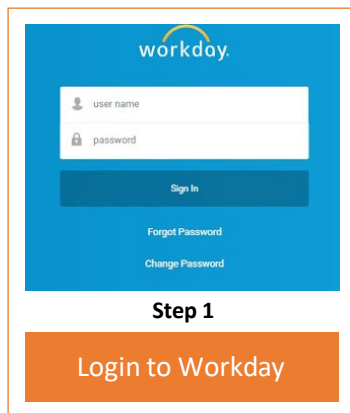 workday.
user name
password
Sign In
Forgot Password
Change Password
Step 1
Login to Workday